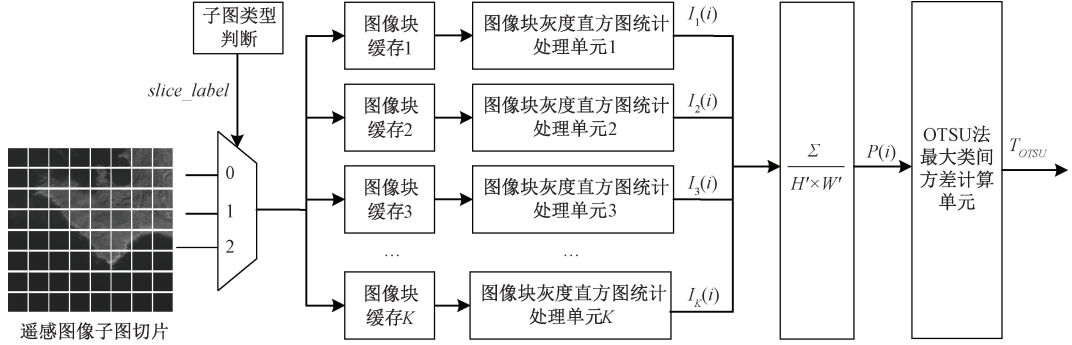 子图类型
判断
slice_label
0
1
2
遥感图像子图切片
图像块
缓存1
图像块灰度直方图统计
处理单元1
I₁(i)
图像块
缓存2
图像块灰度直方图统计
处理单元2
I₂(i)
图像块
缓存3
图像块灰度直方图统计
处理单元3
I₃(i)
...
...
图像块
缓存K
图像块灰度直方图统计
处理单元K
I_K(i)
Σ
H'×W'
P(i)
OTSU法
最大类间
方差计算
单元
T_OTSU